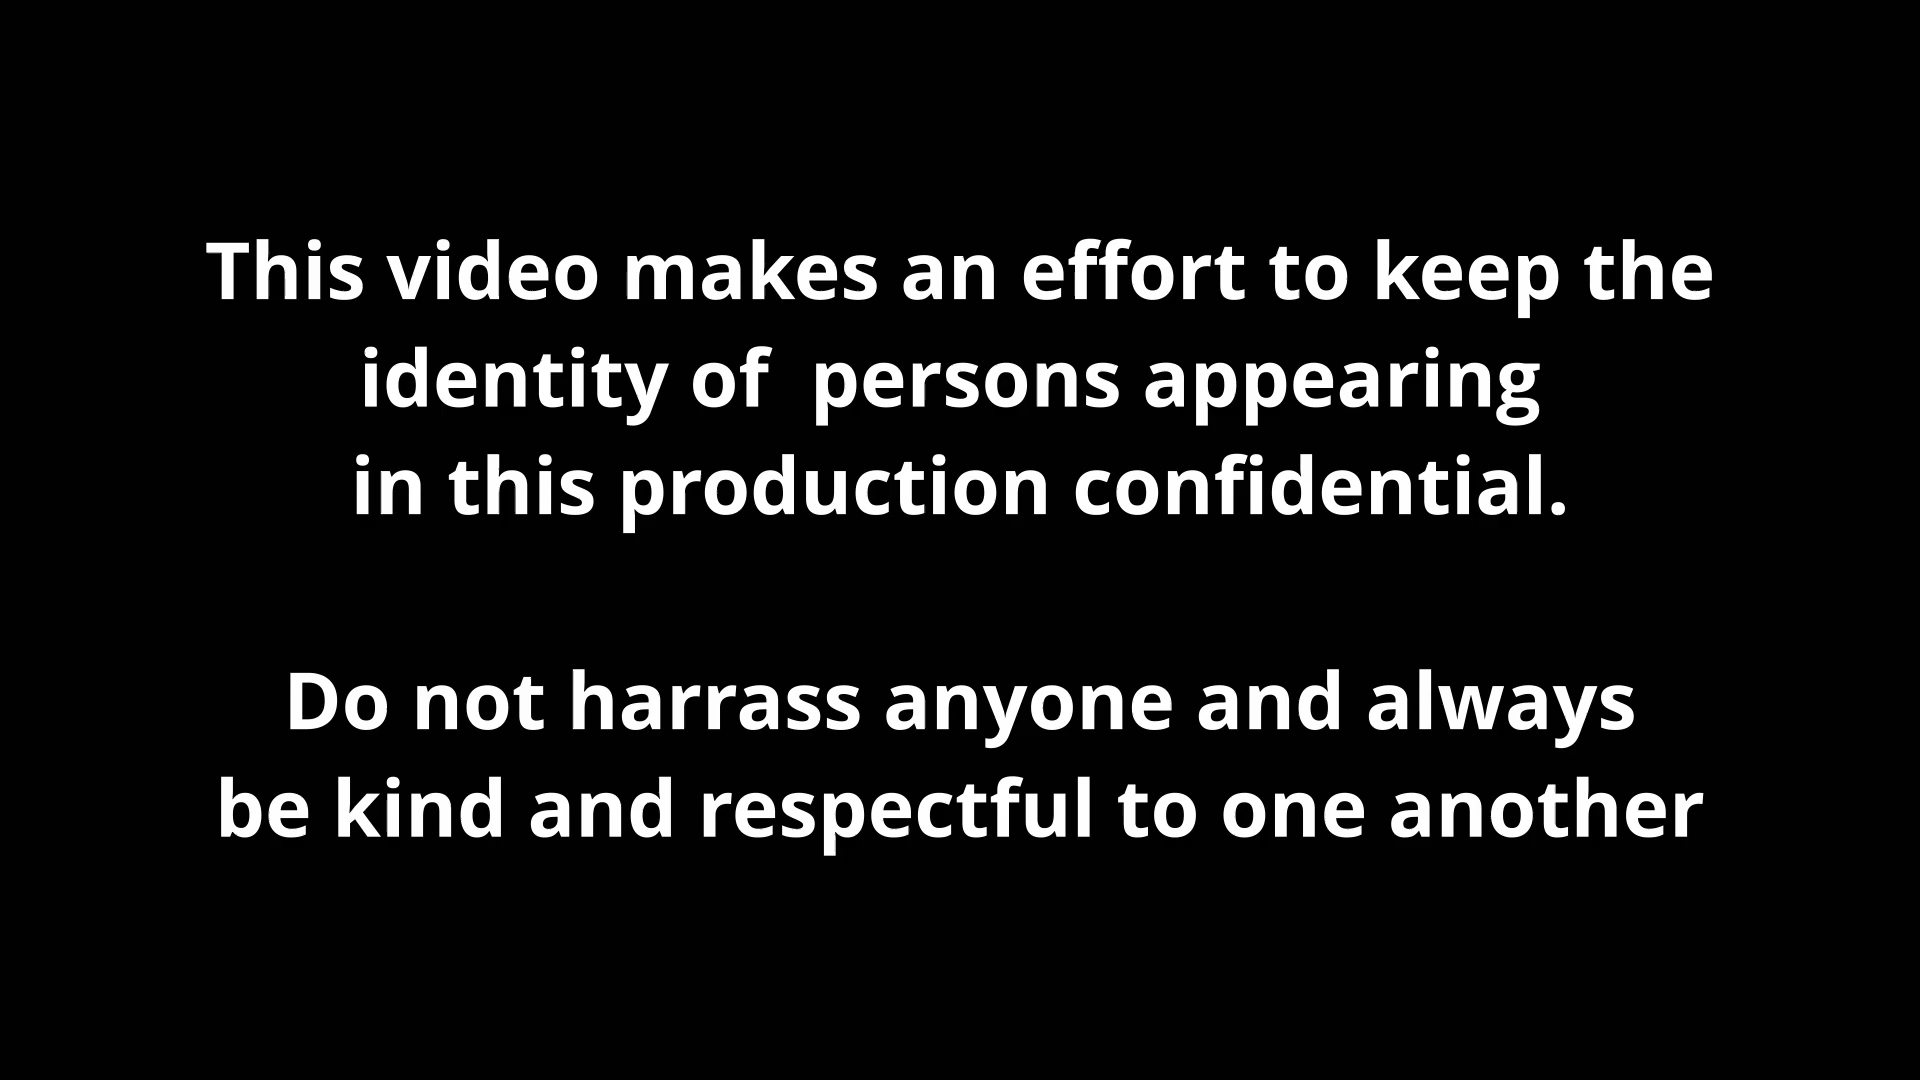 This video makes an effort to keep the
identity of  persons appearing
in this production confidential.
Do not harrass anyone and always
be kind and respectful to one another